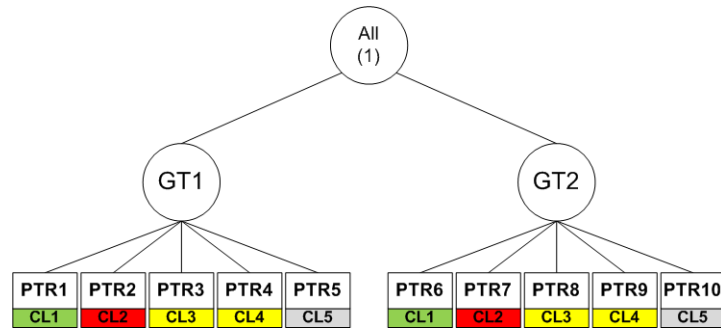 All
(1)
GT1
GT2
PTR1 PTR2 PTR3 PTR4 PTR5
CL1 CL2 CL3 CL4 CL5
PTR6 PTR7 PTR8 PTR9 PTR10
CL1 CL2 CL3 CL4 CL5